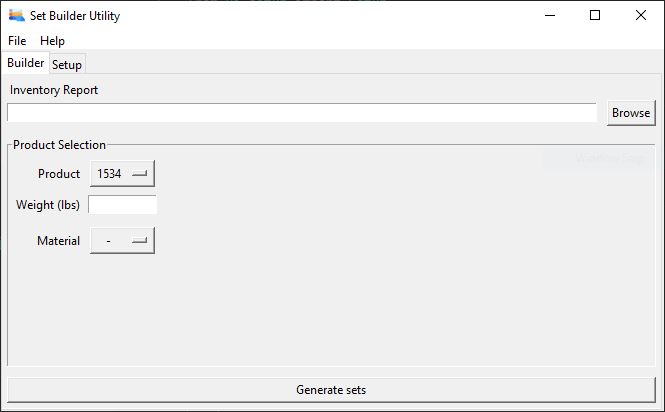 Set Builder Utility
File Help
Builder Setup
Inventory Report
Browse
Product Selection
Product 1534
Weight (lbs)
Material -
Generate sets